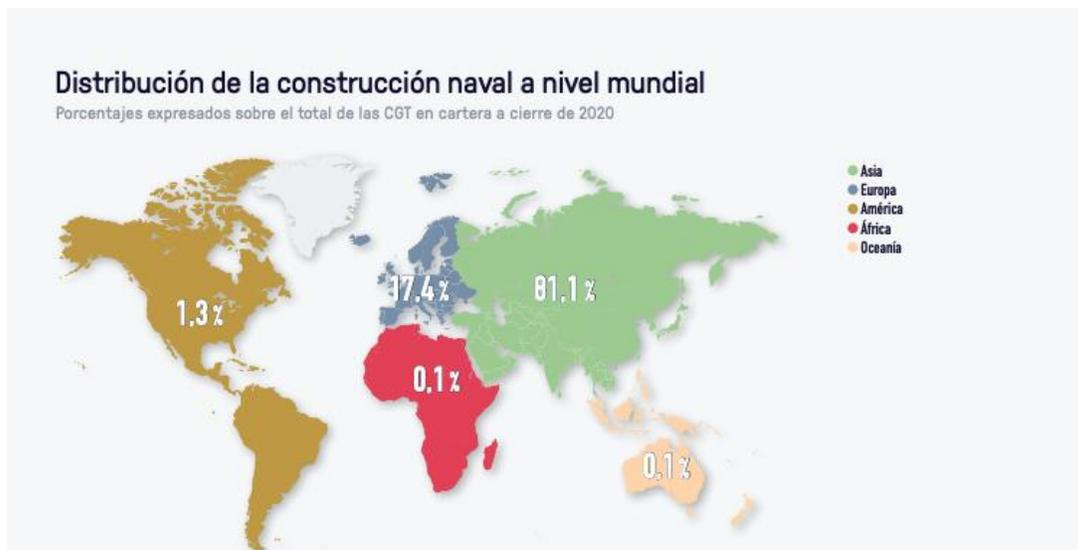 Distribución de la construcción naval a nivel mundial
Porcentajes expresados sobre el total de las CGT en cartera a cierre de 2020
Asia
Europa
América
África
Oceanía
17,4%
81,1%
1,3%
0,1%
0,1%